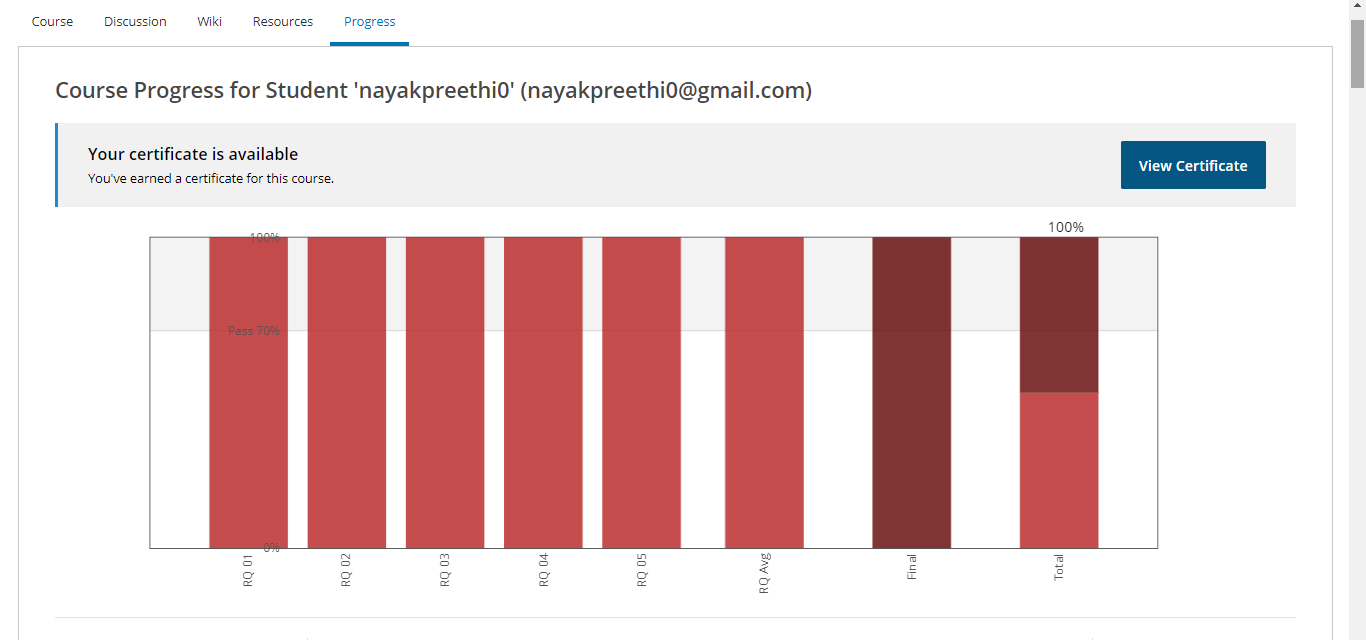 Course Discussion Wiki Resources Progress
Course Progress for Student 'nayakpreethi0' (nayakpreethi0@gmail.com)
Your certificate is available
You've earned a certificate for this course.
View Certificate
100%
100%
Pass 70%
0%
RQ 01
RQ 02
RQ 03
RQ 04
RQ 05
RQ Avg
Final
Total